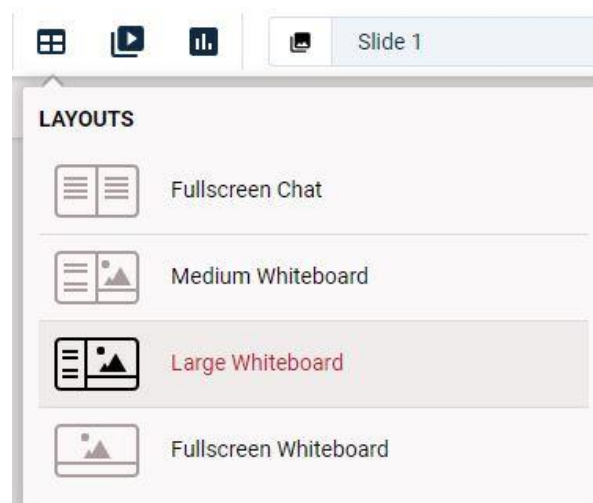 Slide 1
LAYOUTS
Fullscreen Chat
Medium Whiteboard
Large Whiteboard
Fullscreen Whiteboard